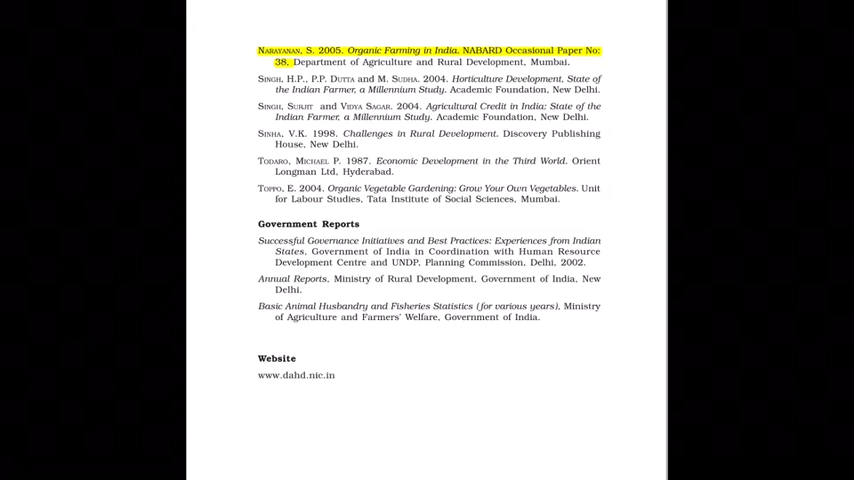 NARAYANAN, S. 2005. Organic Farming in India. NABARD Occasional Paper No:
38, Department of Agriculture and Rural Development, Mumbai.
SINGH, H.P., P.P. DUTTA and M. SUDHA. 2004. Horticulture Development, State of
the Indian Farmer, a Millennium Study. Academic Foundation, New Delhi.
SINGH, SURJIT and VIDYA SAGAR. 2004. Agricultural Credit in India: State of the
Indian Farmer, a Millennium Study. Academic Foundation, New Delhi.
SINHA, V.K. 1998. Challenges in Rural Development. Discovery Publishing
House, New Delhi.
TODARO, MICHAEL P. 1987. Economic Development in the Third World. Orient
Longman Ltd, Hyderabad.
TOPPO, E. 2004. Organic Vegetable Gardening: Grow Your Own Vegetables. Unit
for Labour Studies, Tata Institute of Social Sciences, Mumbai.
Government Reports
Successful Governance Initiatives and Best Practices: Experiences from Indian
States, Government of India in Coordination with Human Resource
Development Centre and UNDP, Planning Commission, Delhi, 2002.
Annual Reports, Ministry of Rural Development, Government of India, New
Delhi.
Basic Animal Husbandry and Fisheries Statistics (for various years), Ministry
of Agriculture and Farmers' Welfare, Government of India.
Website
www.dahd.nic.in